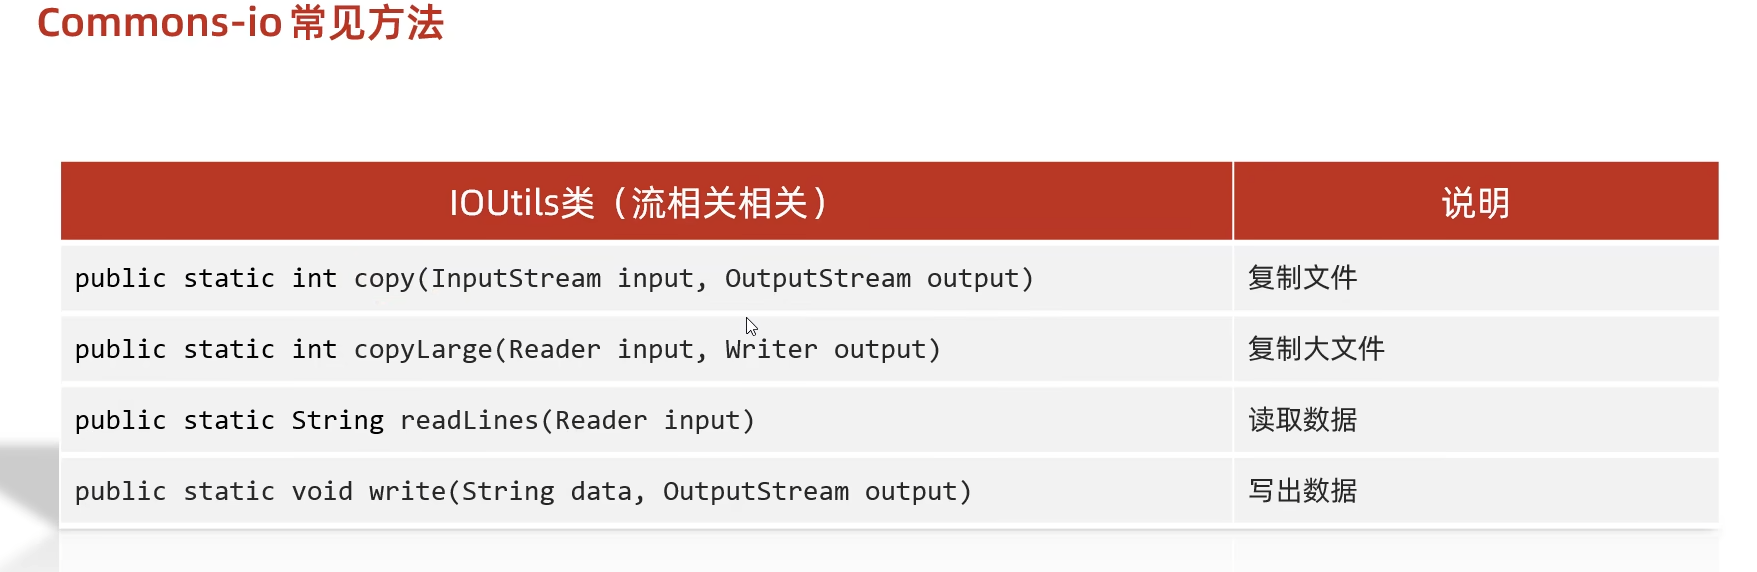 Commons-io 常见方法
IOUtils类（流相关相关） 说明
public static int copy(InputStream input, OutputStream output) 复制文件
public static int copyLarge(Reader input, Writer output) 复制大文件
public static String readLines(Reader input) 读取数据
public static void write(String data, OutputStream output) 写出数据